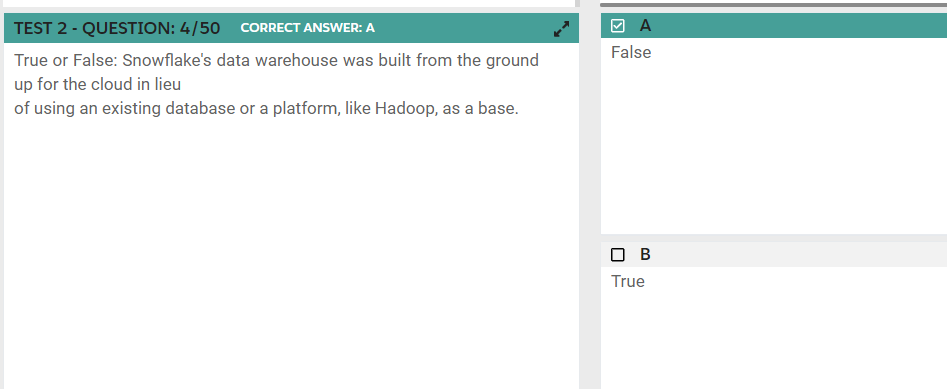 TEST 2 - QUESTION: 4/50 CORRECT ANSWER: A
True or False: Snowflake's data warehouse was built from the ground
up for the cloud in lieu
of using an existing database or a platform, like Hadoop, as a base.
A
False
B
True